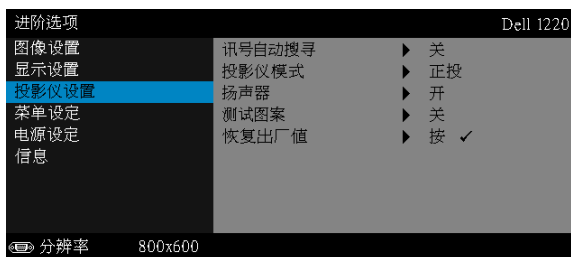 进阶选项 Dell 1220
图像设置 讯号自动搜寻 关
显示设置 投影仪模式 正投
投影仪设置 扬声器 开
菜单设定 测试图案 关
电源设定 恢复出厂值 按 ✓
信息
分辨率 800x600